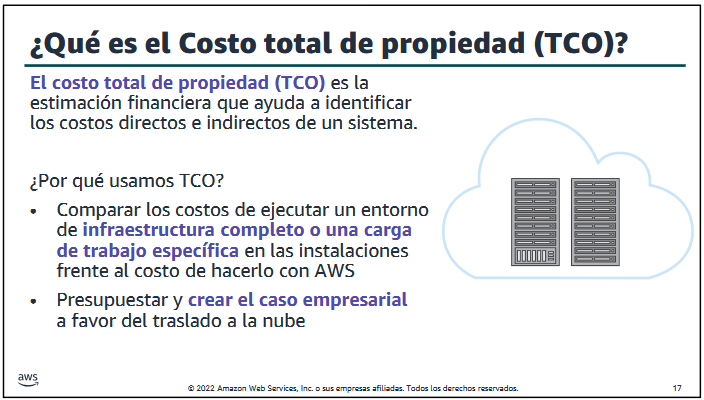 ¿Qué es el Costo total de propiedad (TCO)?
El costo total de propiedad (TCO) es la
estimación financiera que ayuda a identificar
los costos directos e indirectos de un sistema.
¿Por qué usamos TCO?
• Comparar los costos de ejecutar un entorno
de infraestructura completo o una carga
de trabajo específica en las instalaciones
frente al costo de hacerlo con AWS
• Presupuestar y crear el caso empresarial
a favor del traslado a la nube
aws
© 2022 Amazon Web Services, Inc. o sus empresas afiliadas. Todos los derechos reservados.
17